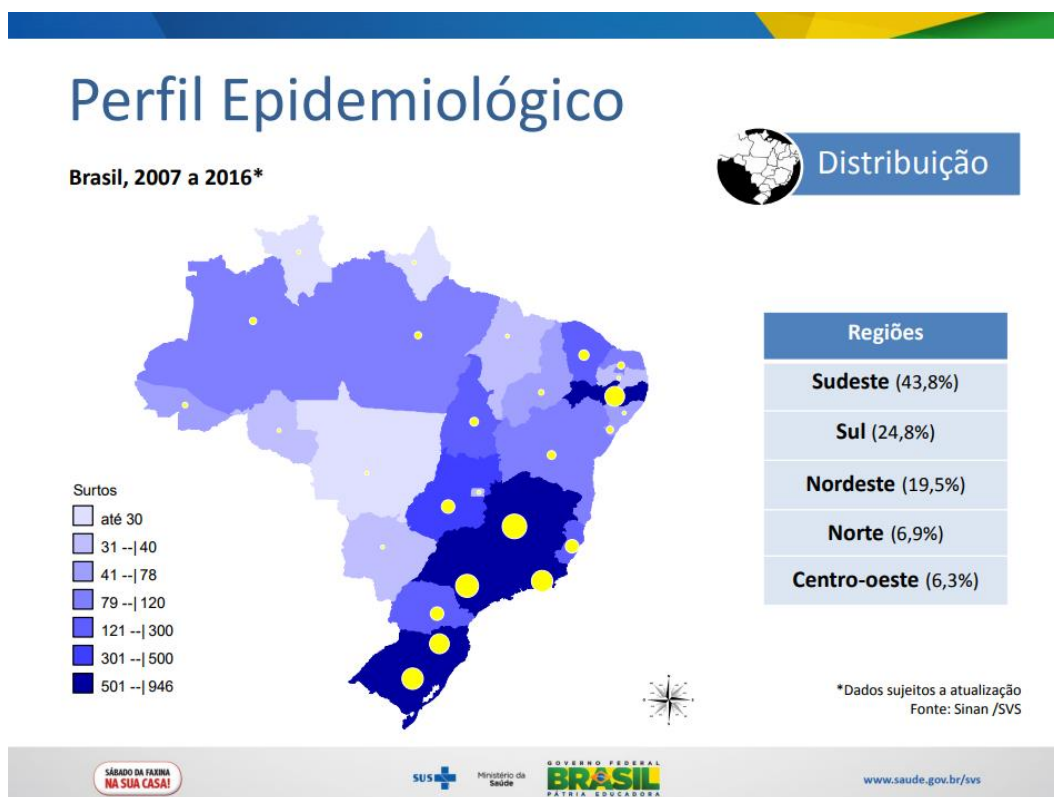 Perfil Epidemiológico
Brasil, 2007 a 2016*
Distribuição
Surtos
até 30
31 --| 40
41 --| 78
79 --| 120
121 --| 300
301 --| 500
501 --| 946
Regiões
Sudeste (43,8%)
Sul (24,8%)
Nordeste (19,5%)
Norte (6,9%)
Centro-oeste (6,3%)
*Dados sujeitos a atualização
Fonte: Sinan /SVS
SÁBADO DA FAXINA
NA SUA CASA!
SUS
Ministério da
Saúde
GOVERNO FEDERAL
BRASIL
PÁTRIA EDUCADORA
www.saude.gov.br/svs